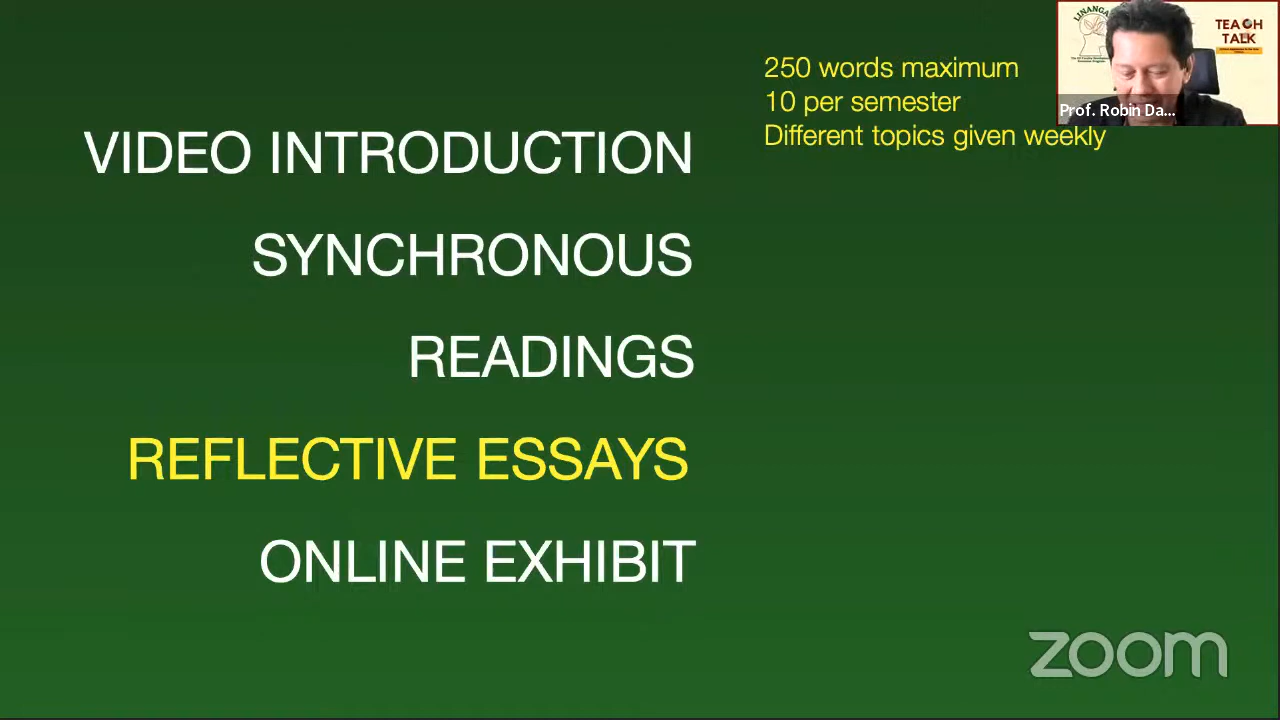 250 words maximum
10 per semester
Different topics given weekly
VIDEO INTRODUCTION
SYNCHRONOUS
READINGS
REFLECTIVE ESSAYS
ONLINE EXHIBIT
TEACH
TALK
Prof. Robin Da...
zoom